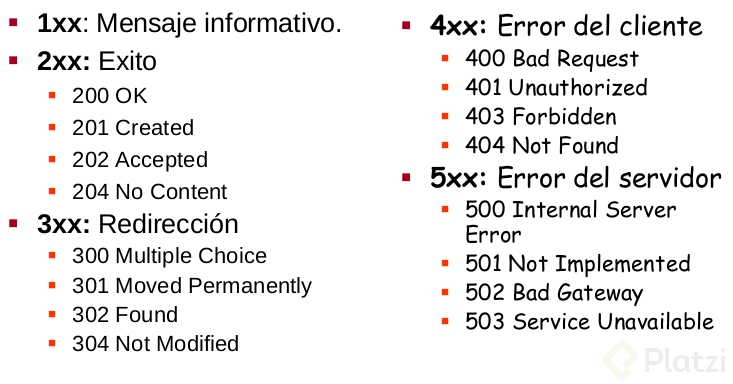 1xx: Mensaje informativo.
2xx: Exito
200 OK
201 Created
202 Accepted
204 No Content
3xx: Redirección
300 Multiple Choice
301 Moved Permanently
302 Found
304 Not Modified
4xx: Error del cliente
400 Bad Request
401 Unauthorized
403 Forbidden
404 Not Found
5xx: Error del servidor
500 Internal Server
Error
501 Not Implemented
502 Bad Gateway
503 Service Unavailable
Platzi